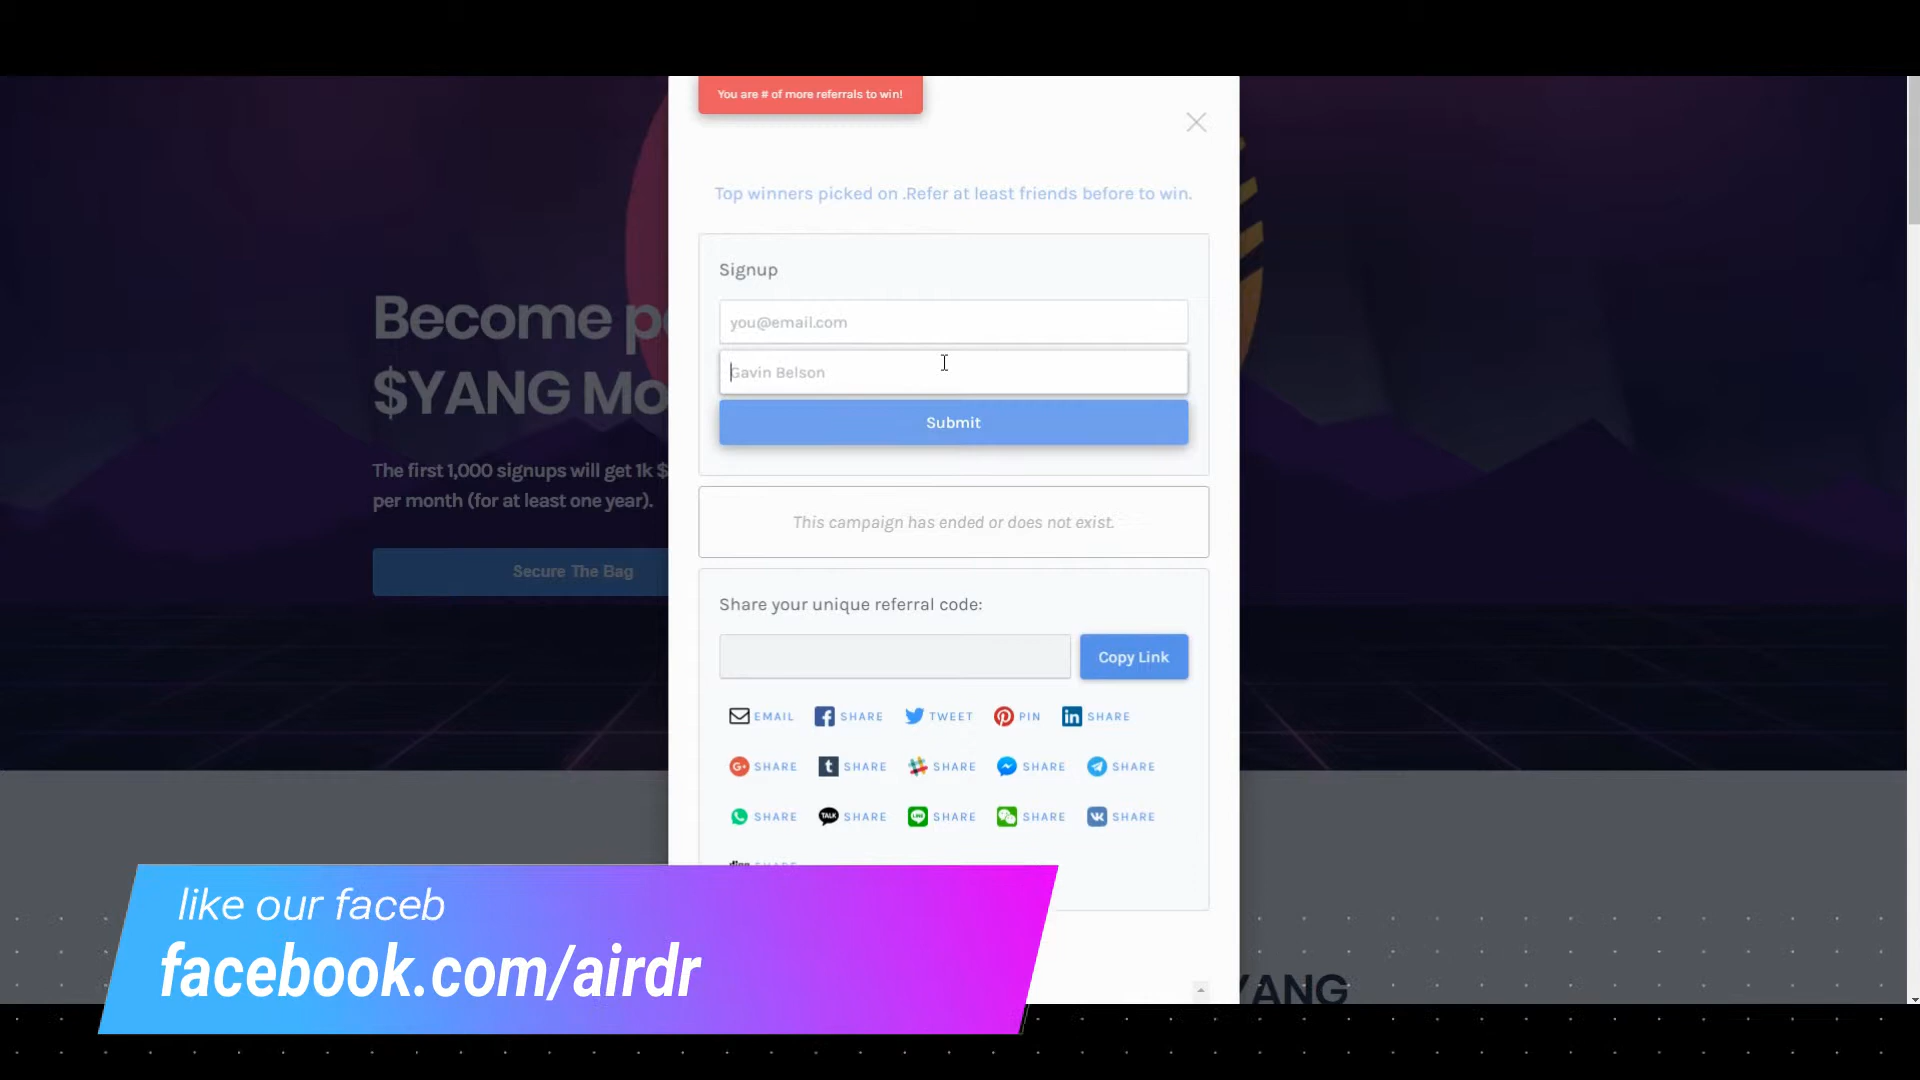 You are # of more referrals to win!
Top winners picked on .Refer at least friends before to win.
Signup
you@email.com
Gavin Belson
Submit
Become
$YANG Mo
The first 1,000 signups will get 1k $
per month (for at least one year).
Secure The Bag
This campaign has ended or does not exist.
Share your unique referral code:
Copy Link
EMAIL SHARE TWEET PIN SHARE
SHARE SHARE SHARE SHARE SHARE
SHARE SHARE SHARE SHARE SHARE
like our faceb
facebook.com/airdr
YANG